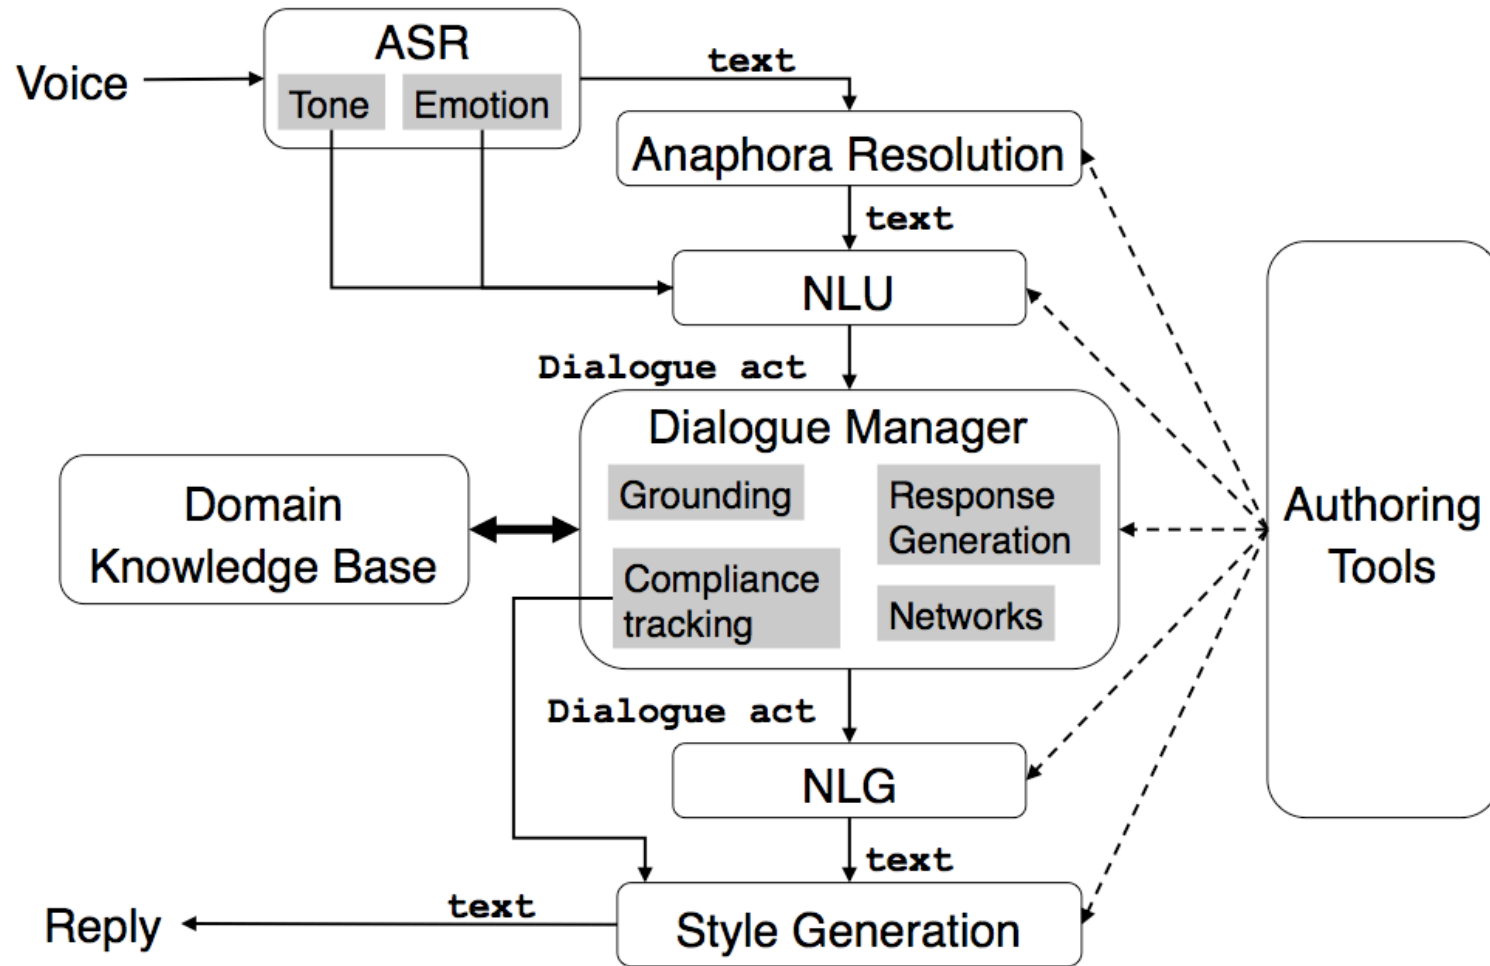 ASR
Voice
Tone
Emotion
text
Anaphora Resolution
text
NLU
Dialogue act
Dialogue Manager
Grounding
Response
Generation
Compliance
tracking
Networks
Domain
Knowledge Base
Authoring
Tools
Dialogue act
NLG
text
text
Reply
Style Generation